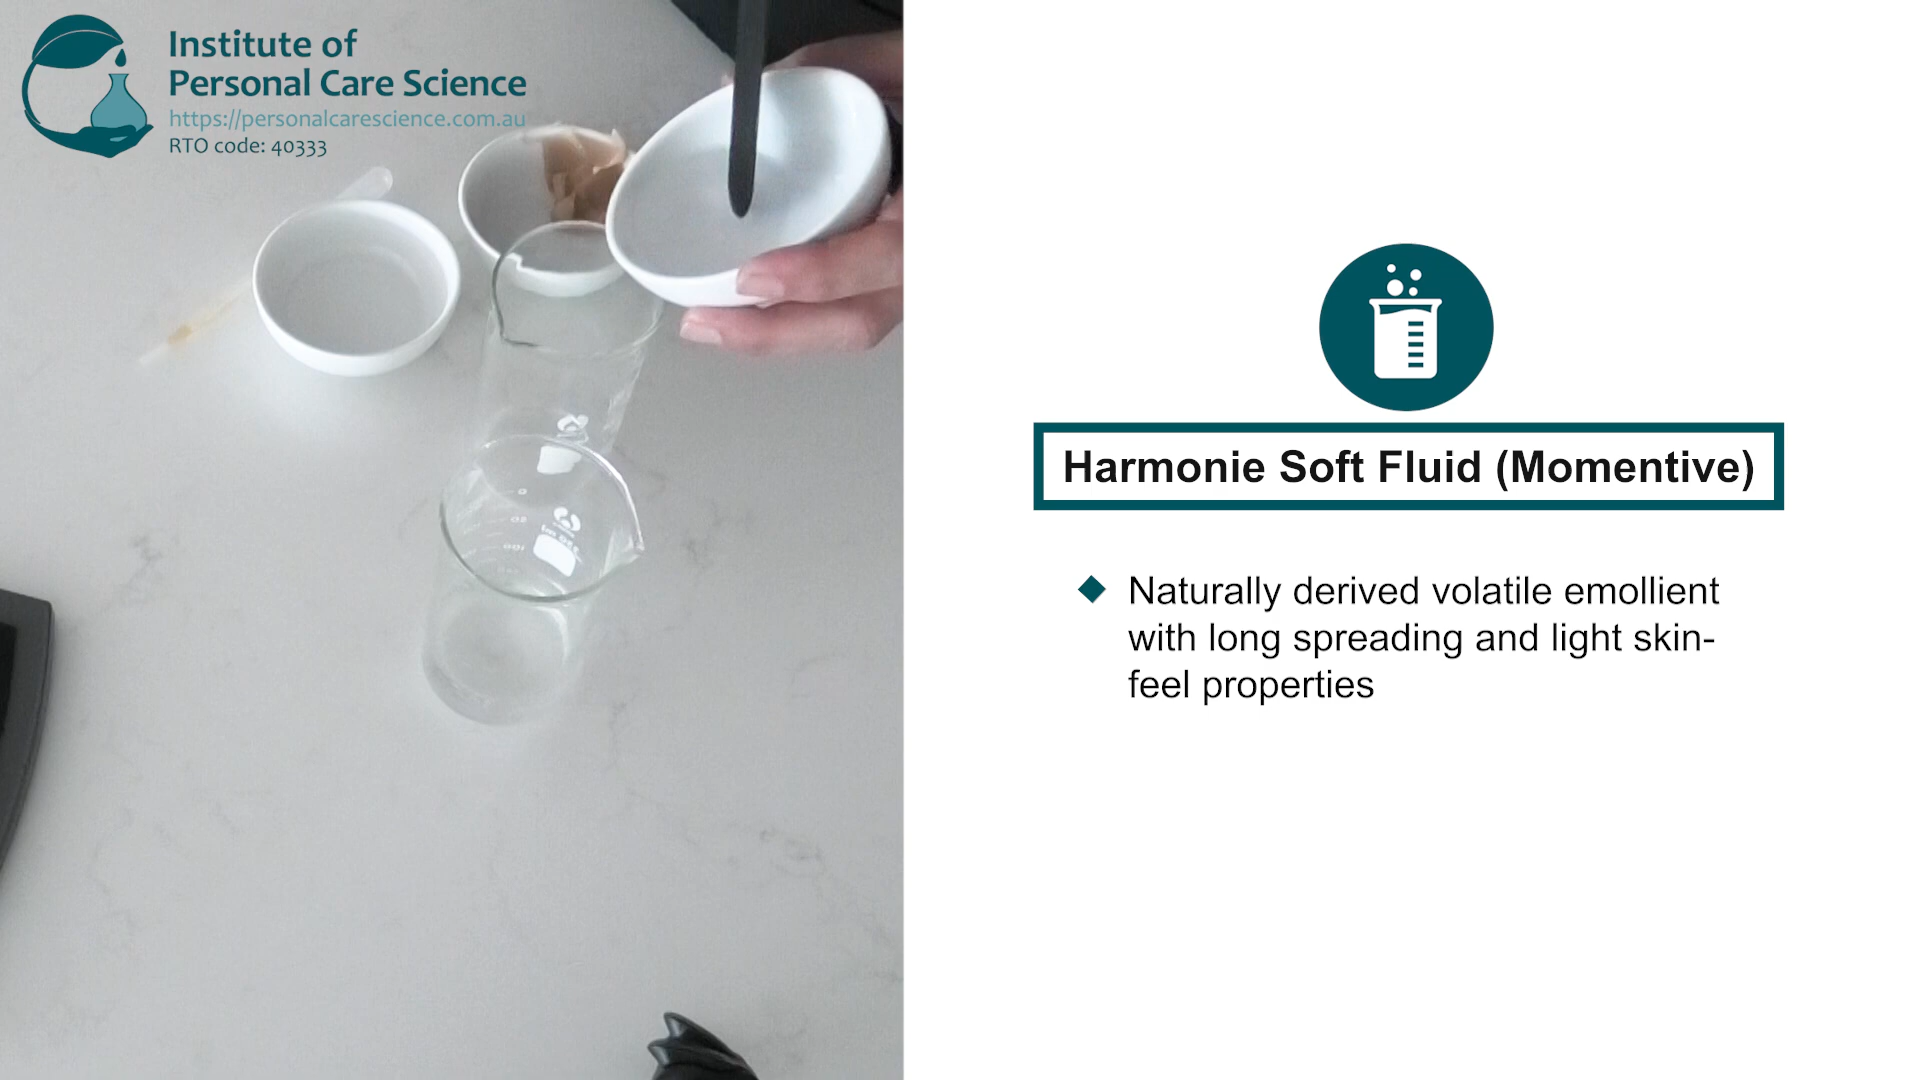 Institute of
Personal Care Science
https://personalcarescience.com.au
RTO code: 40333
Harmonie Soft Fluid (Momentive)
Naturally derived volatile emollient
with long spreading and light skin-
feel properties